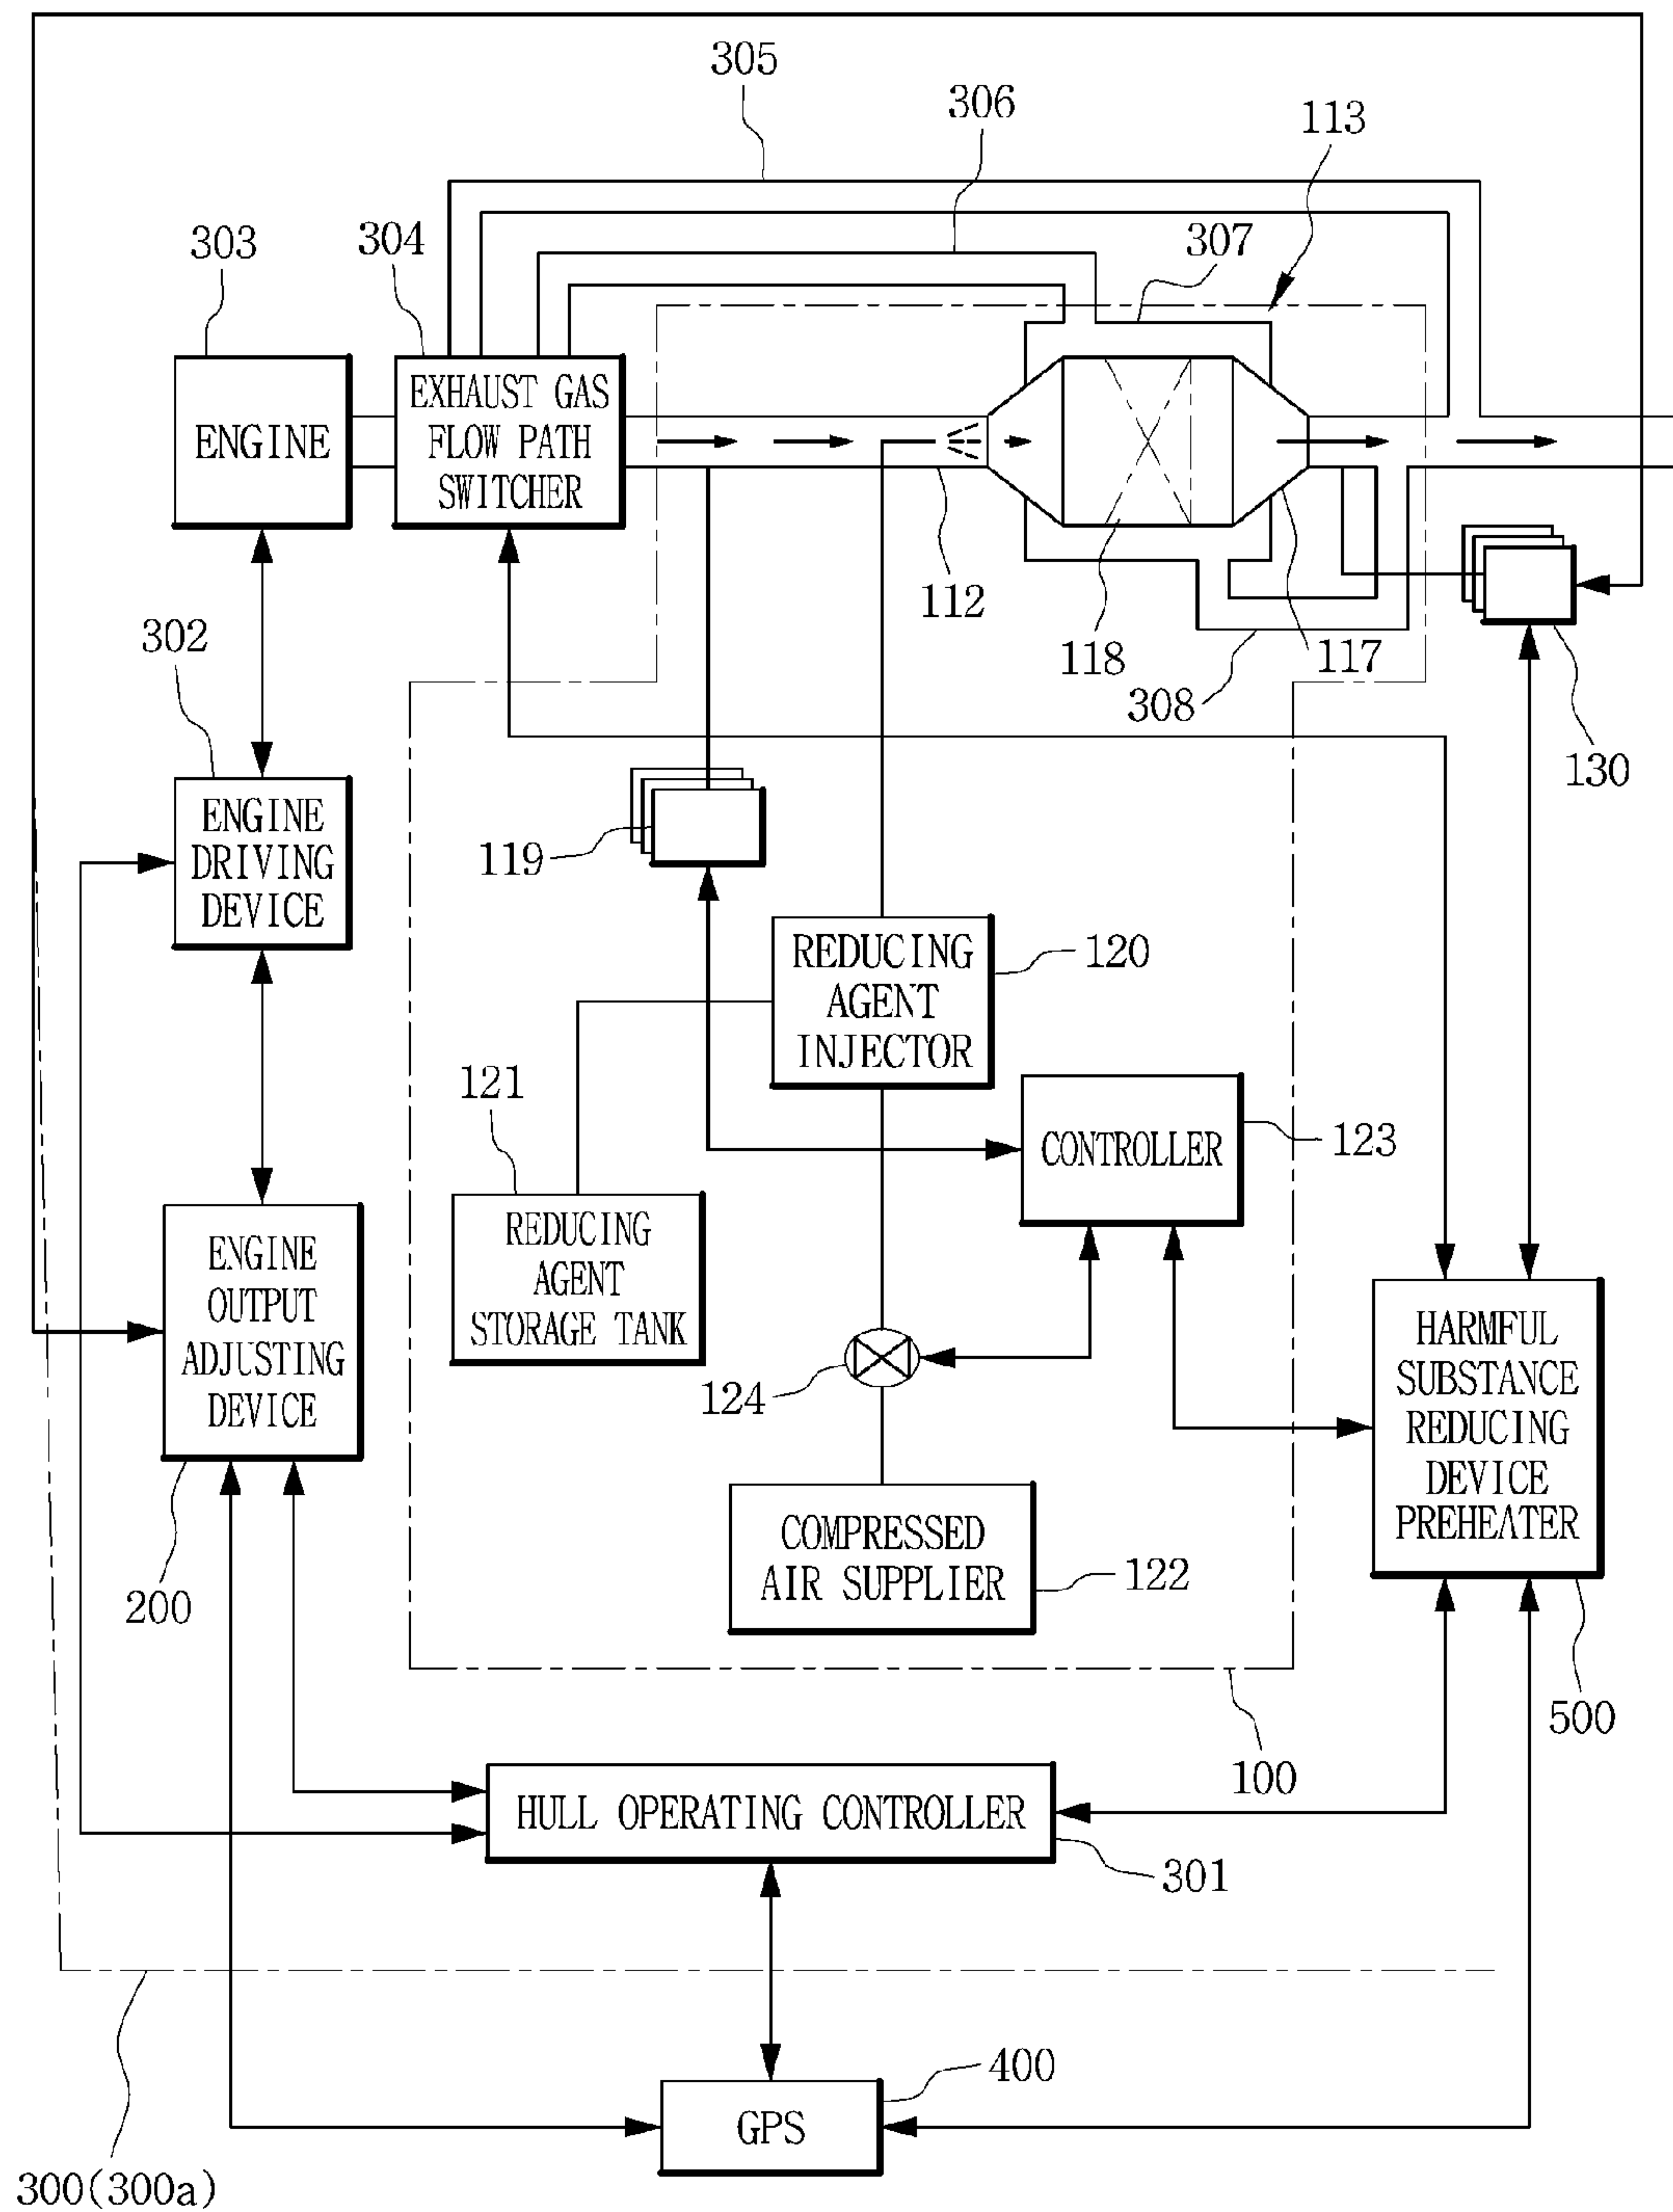 305
306
113
303
304
307
ENGINE
EXHAUST GAS
FLOW PATH
SWITCHER
112
118
117
308
130
302
ENGINE
DRIVING
DEVICE
119
REDUCING
AGENT
INJECTOR
120
121
CONTROLLER
123
REDUCING
AGENT
STORAGE TANK
ENGINE
OUTPUT
ADJUSTING
DEVICE
124
HARMFUL
SUBSTANCE
REDUCING
DEVICE
PREHEATER
COMPRESSED
AIR SUPPLIER
122
200
500
100
HULL OPERATING CONTROLLER
301
400
GPS
300(300a)